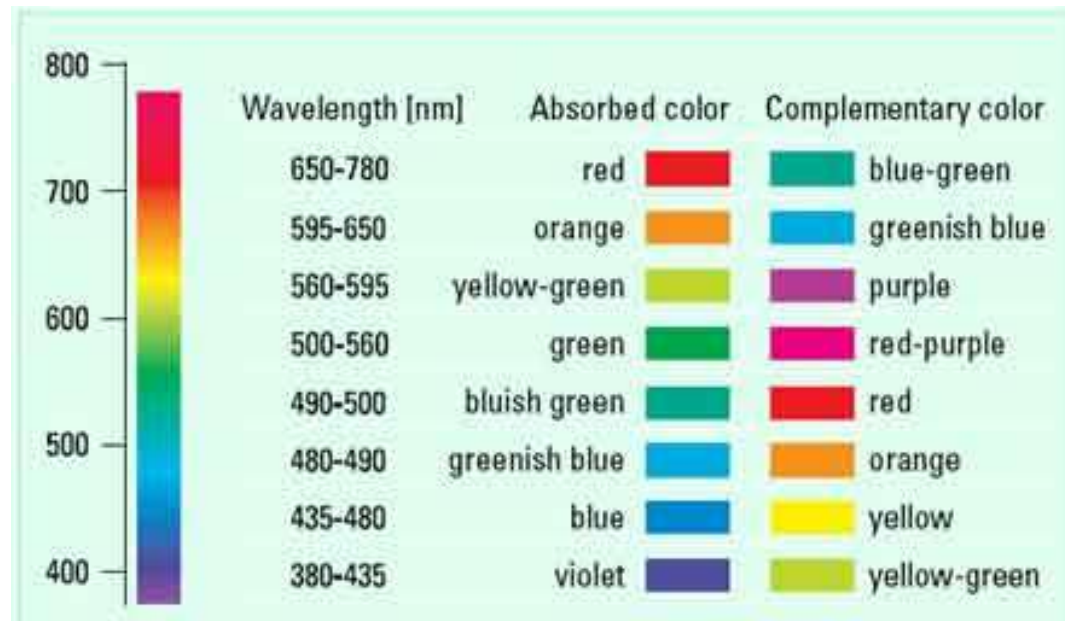 800
700
600
500
400
Wavelength [nm] Absorbed color Complementary color
650-780 red blue-green
595-650 orange greenish blue
560-595 yellow-green purple
500-560 green red-purple
490-500 bluish green red
480-490 greenish blue orange
435-480 blue yellow
380-435 violet yellow-green